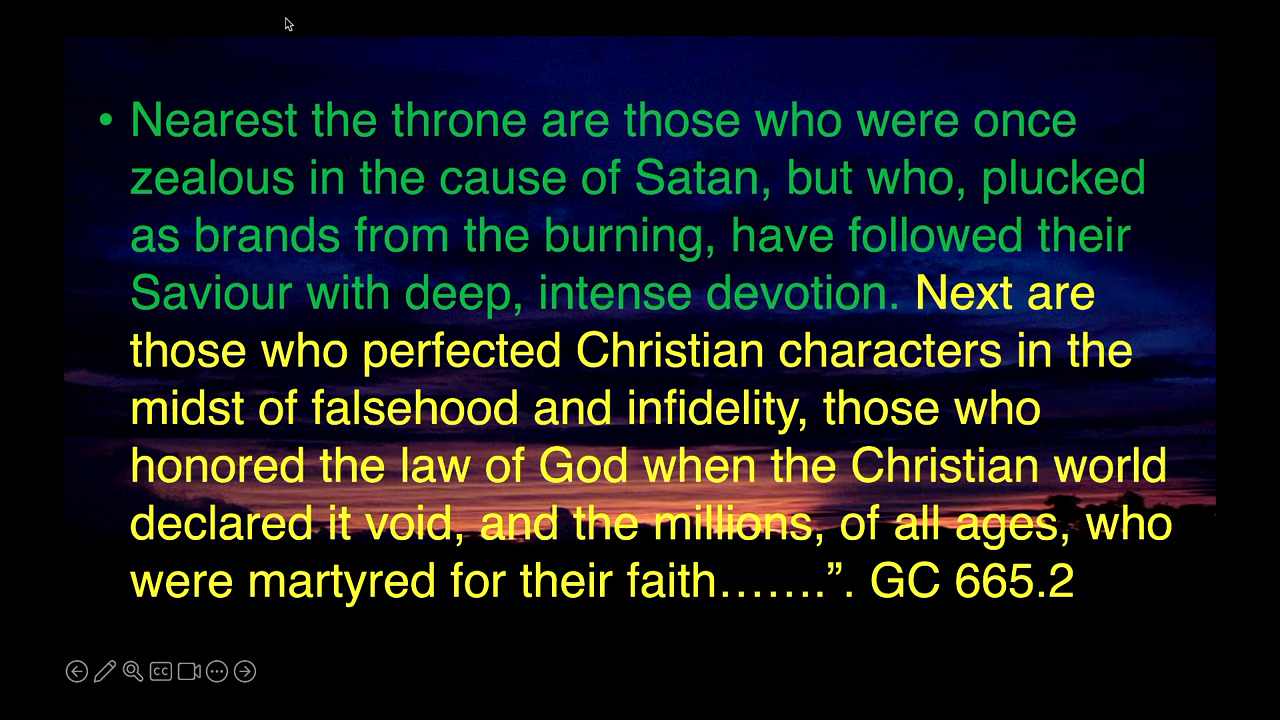 • Nearest the throne are those who were once
zealous in the cause of Satan, but who, plucked
as brands from the burning, have followed their
Saviour with deep, intense devotion. Next are
those who perfected Christian characters in the
midst of falsehood and infidelity, those who
honored the law of God when the Christian world
declared it void, and the millions, of all ages, who
were martyred for their faith…….”. GC 665.2
CC